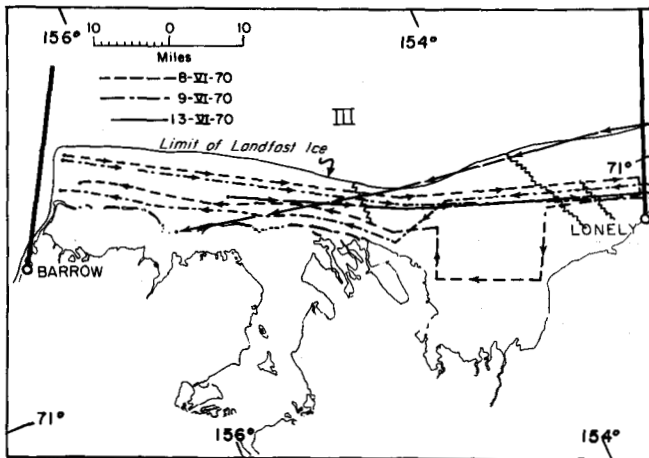 156°
154°
10 0 10
Miles
8-VI-70
9-VI-70
13-VI-70
III
Limit of Landfast Ice
71°
LONELY
BARROW
71°
156°
154°